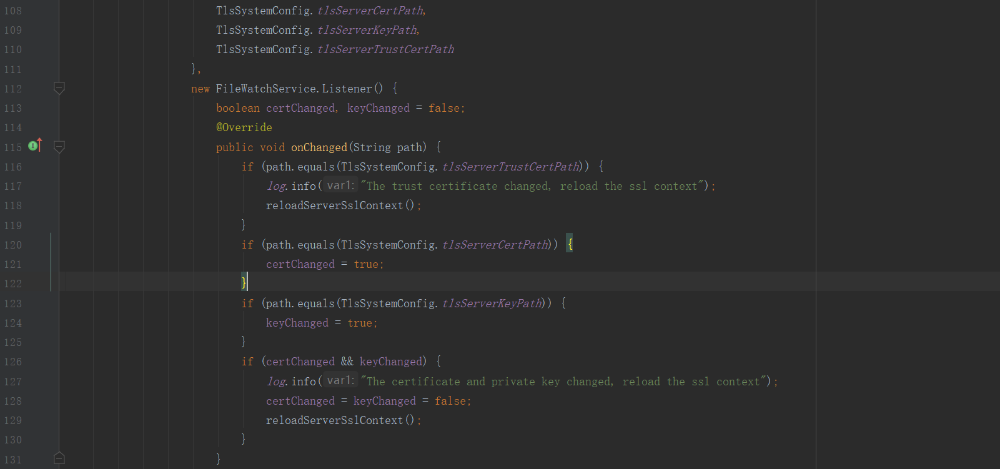 108 TlsSystemConfig.tlsServerCertPath,
109 TlsSystemConfig.tlsServerKeyPath,
110 TlsSystemConfig.tlsServerTrustCertPath
111 },
112 new FileWatchService.Listener() {
113 boolean certChanged, keyChanged = false;
114 @Override
115 I public void onChanged(String path) {
116 if (path.equals(TlsSystemConfig.tlsServerTrustCertPath)) {
117 log.info( var1: "The trust certificate changed, reload the ssl context");
118 reloadServerSslContext();
119 }
120 if (path.equals(TlsSystemConfig.tlsServerCertPath)) {
121 certChanged = true;
122 }
123 if (path.equals(TlsSystemConfig.tlsServerKeyPath)) {
124 keyChanged = true;
125 }
126 if (certChanged && keyChanged) {
127 log.info( var1: "The certificate and private key changed, reload the ssl context");
128 certChanged = keyChanged = false;
129 reloadServerSslContext();
130 }
131 }